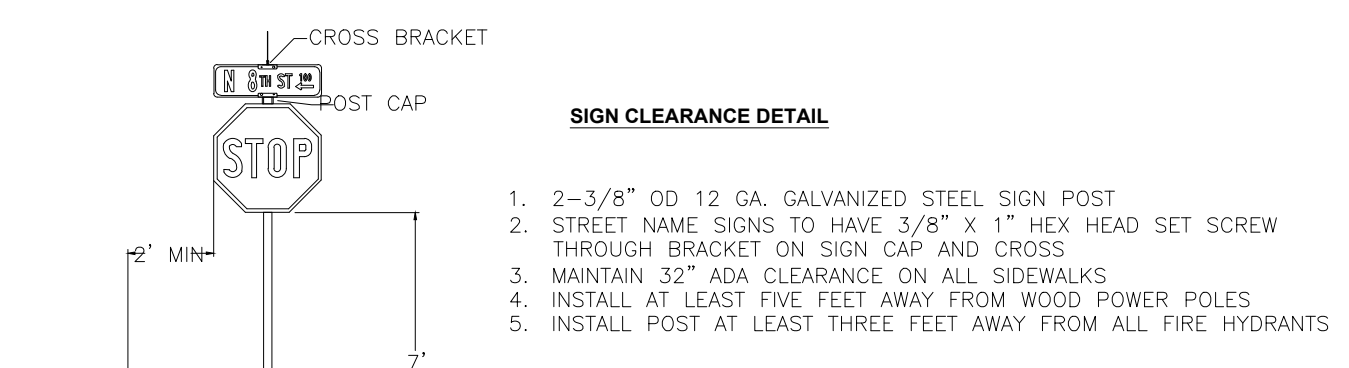 CROSS BRACKET
N 8TH ST 100
POST CAP
STOP
2' MIN
7'
SIGN CLEARANCE DETAIL
1. 2-3/8” OD 12 GA. GALVANIZED STEEL SIGN POST
2. STREET NAME SIGNS TO HAVE 3/8” X 1” HEX HEAD SET SCREW
THROUGH BRACKET ON SIGN CAP AND CROSS
3. MAINTAIN 32” ADA CLEARANCE ON ALL SIDEWALKS
4. INSTALL AT LEAST FIVE FEET AWAY FROM WOOD POWER POLES
5. INSTALL POST AT LEAST THREE FEET AWAY FROM ALL FIRE HYDRANTS